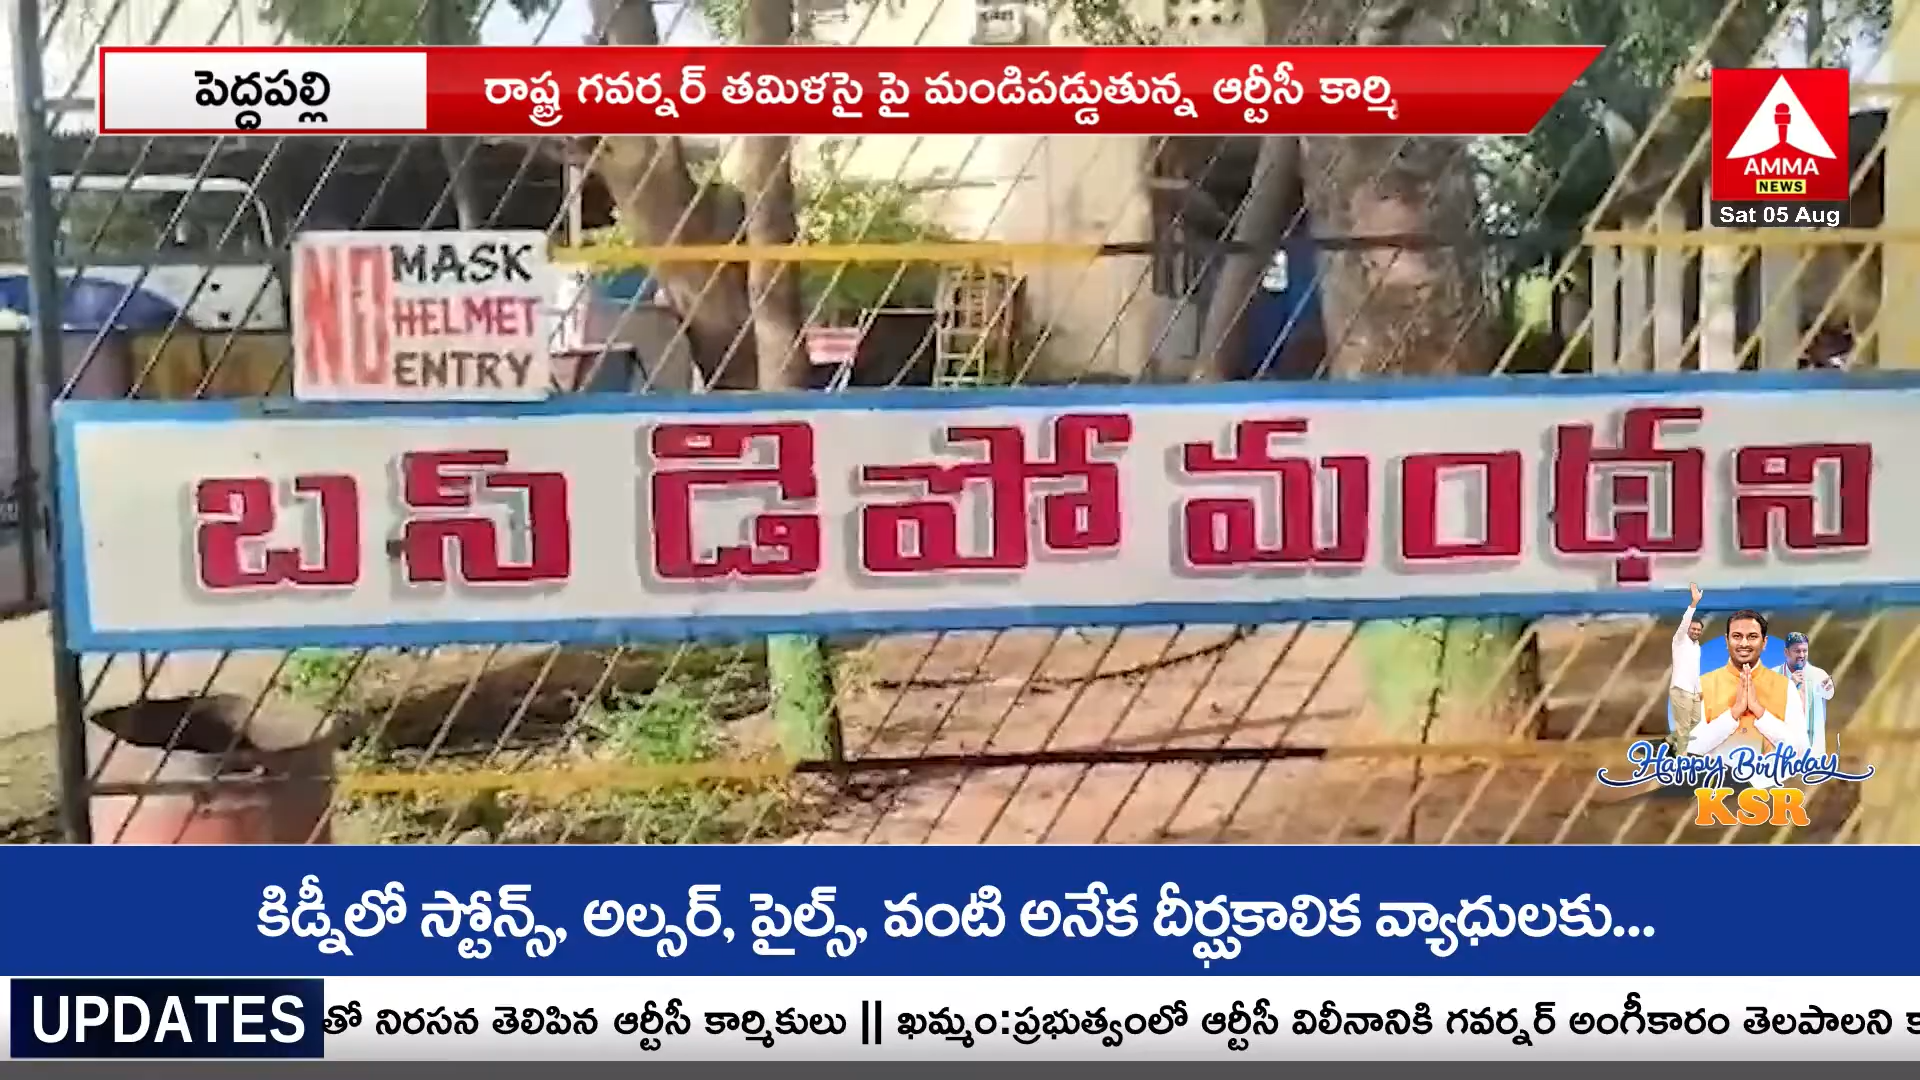 పెద్దపల్లి
రాష్ట్ర గవర్నర్ తమిళసై పై మండిపడ్డుతున్న ఆర్టీసీ కార్మి
AMMA
NEWS
Sat 05 Aug
NO MASK
HELMET
ENTRY
బస్ డిపో మంథని
Happy Birthday
KSR
కిడ్నీలో స్టోన్స్, అల్సర్, పైల్స్, వంటి అనేక దీర్ఘకాలిక వ్యాధులకు...
UPDATES తో నిరసన తెలిపిన ఆర్టీసీ కార్మికులు || ఖమ్మం:ప్రభుత్వంలో ఆర్టీసీ విలీనానికి గవర్నర్ అంగీకారం తెలపాలని